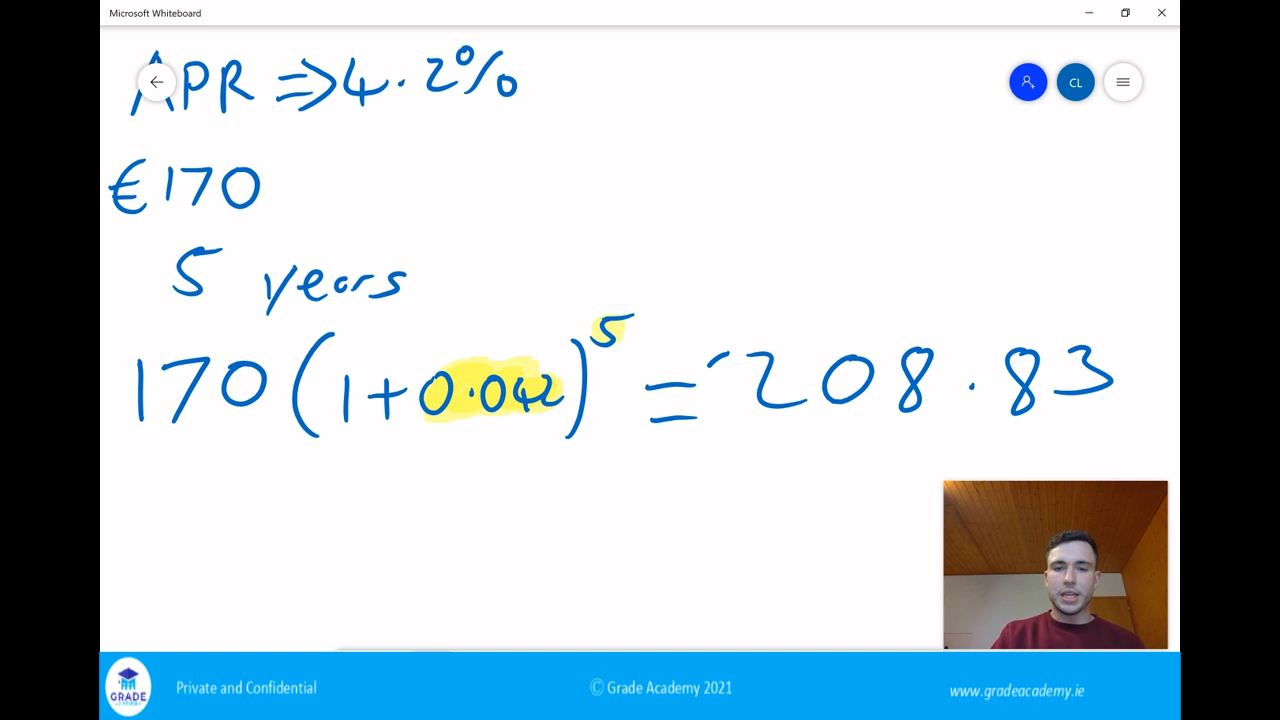 Microsoft Whiteboard
APR ⇒ 4.2%
CL
€170
5 years
170(1+0.042)⁵ = 208.83
GRADE
Private and Confidential
© Grade Academy 2021
www.gradeacademy.ie